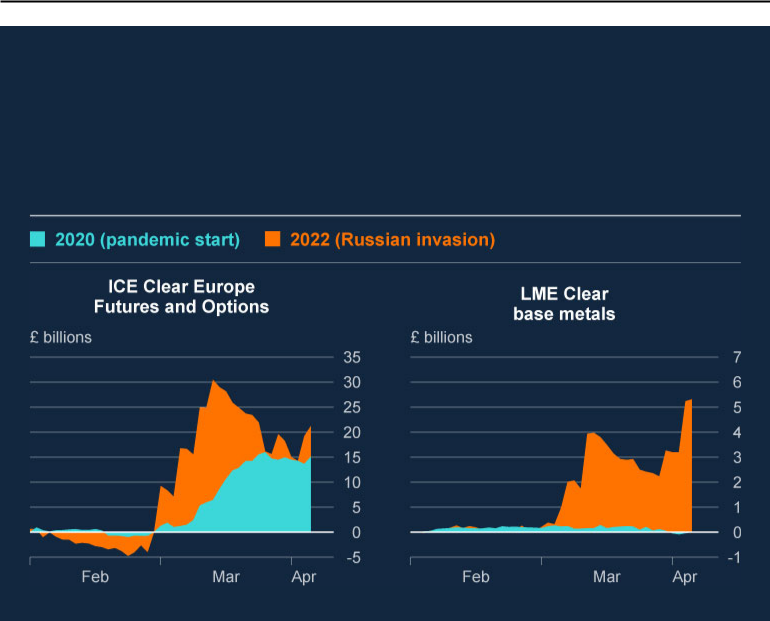 2020 (pandemic start) 2022 (Russian invasion)
ICE Clear Europe
Futures and Options
£ billions
35
30
25
20
15
10
5
0
-5
Feb Mar Apr
LME Clear
base metals
£ billions
7
6
5
4
3
2
1
0
-1
Feb Mar Apr